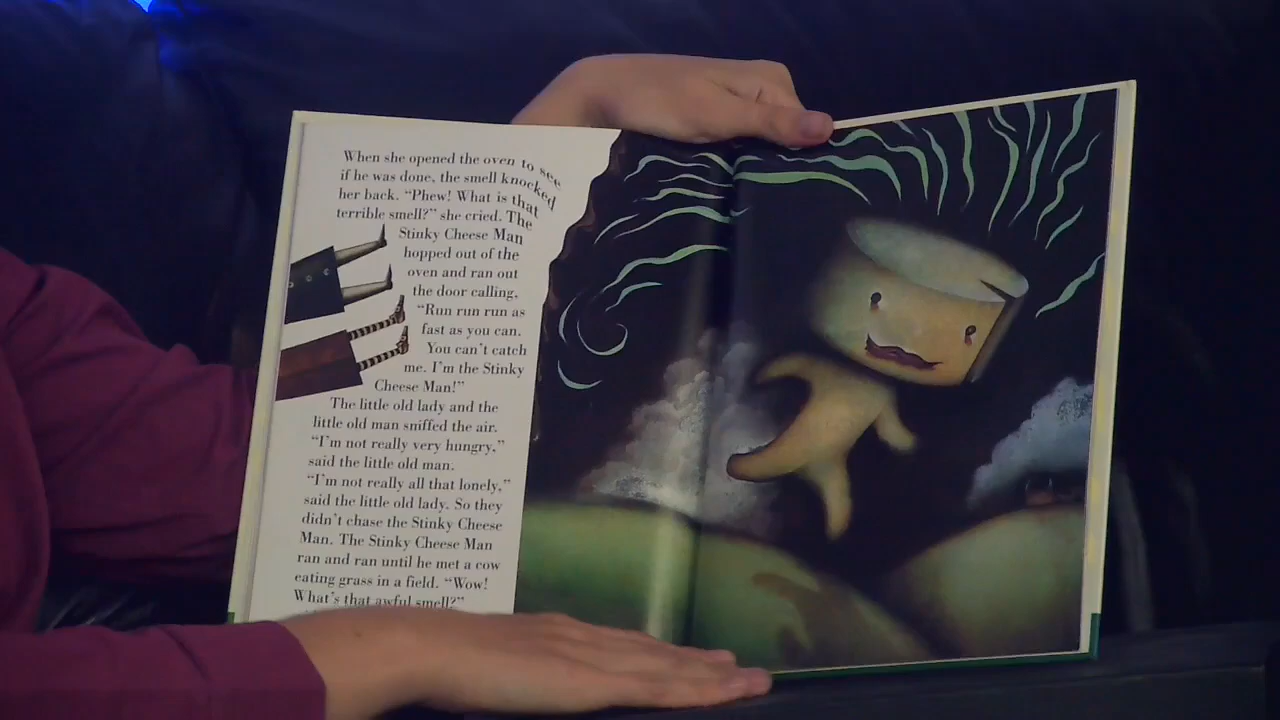 When she opened the oven to see
if he was done, the smell knocked
her back. “Phew! What is that
terrible smell?” she cried. The
Stinky Cheese Man
hopped out of the
oven and ran out
the door calling,
“Run run run as
fast as you can.
You can’t catch
me. I’m the Stinky
Cheese Man!”
The little old lady and the
little old man sniffed the air.
“I’m not really very hungry,”
said the little old man.
“I’m not really all that lonely,”
said the little old lady. So they
didn’t chase the Stinky Cheese
Man. The Stinky Cheese Man
ran and ran until he met a cow
eating grass in a field. “Wow!
What’s that awful smell?”